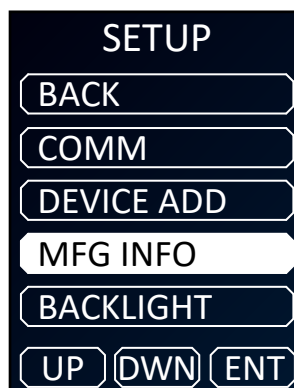 SETUP
BACK
COMM
DEVICE ADD
MFG INFO
BACKLIGHT
UP DWN ENT